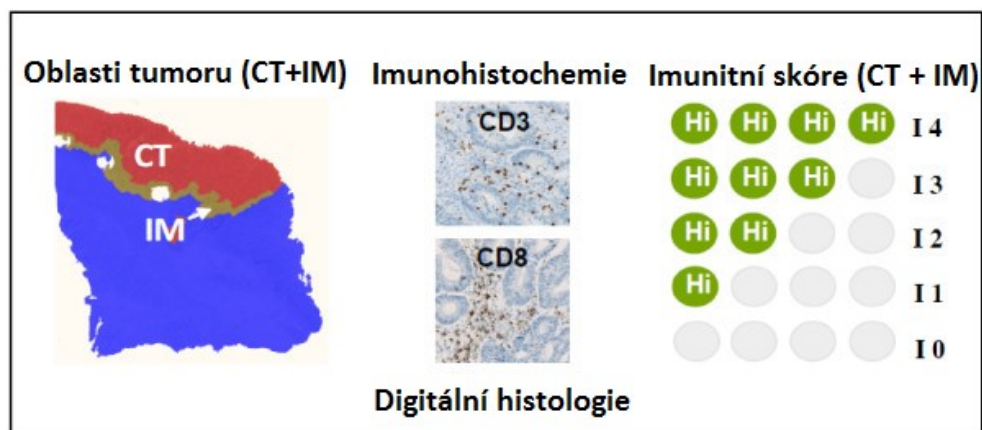 Oblasti tumoru (CT+IM)
Imunohistochemie
Imunitní skóre (CT + IM)
CT
IM
CD3
CD8
Hi Hi Hi Hi I 4
Hi Hi Hi I 3
Hi Hi I 2
Hi I 1
I 0
Digitální histologie